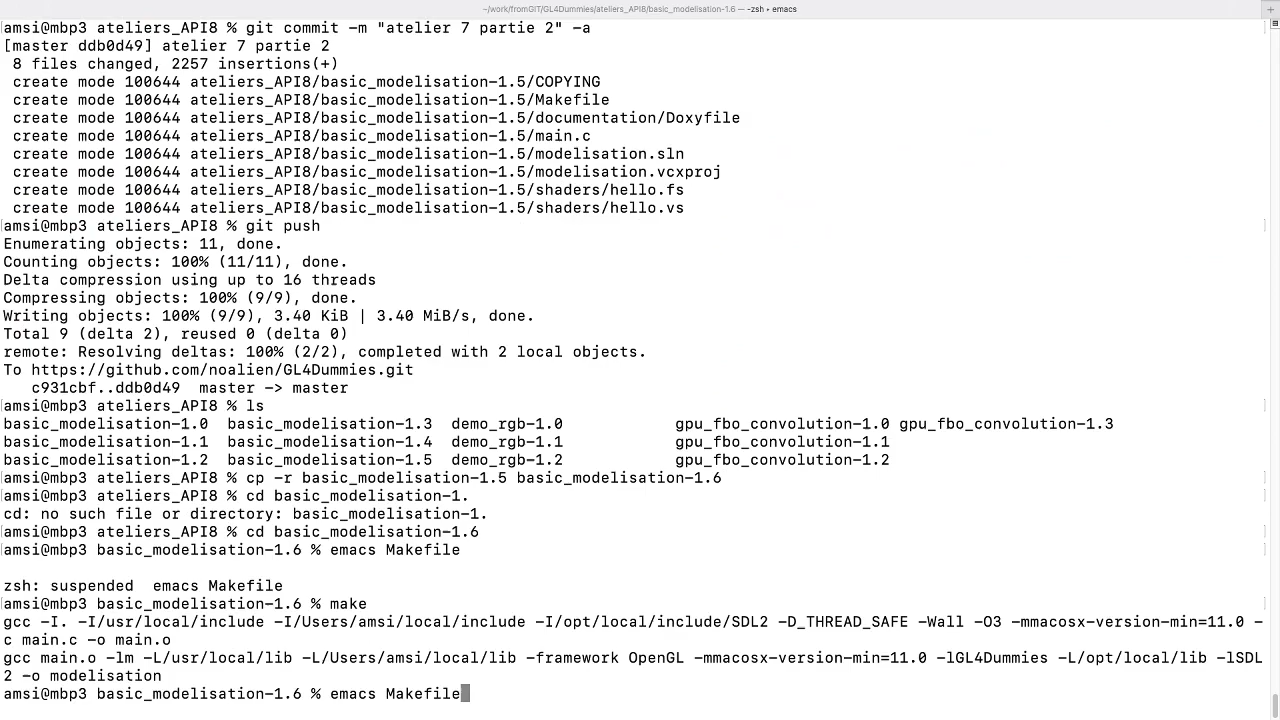 ~/work/fromGIT/GL4Dummies/ateliers_API8/basic_modelisation-1.6 — -zsh ▸ emacs
amsi@mbp3 ateliers_API8 % git commit -m "atelier 7 partie 2" -a
[master ddb0d49] atelier 7 partie 2
 8 files changed, 2257 insertions(+)
 create mode 100644 ateliers_API8/basic_modelisation-1.5/COPYING
 create mode 100644 ateliers_API8/basic_modelisation-1.5/Makefile
 create mode 100644 ateliers_API8/basic_modelisation-1.5/documentation/Doxyfile
 create mode 100644 ateliers_API8/basic_modelisation-1.5/main.c
 create mode 100644 ateliers_API8/basic_modelisation-1.5/modelisation.sln
 create mode 100644 ateliers_API8/basic_modelisation-1.5/modelisation.vcxproj
 create mode 100644 ateliers_API8/basic_modelisation-1.5/shaders/hello.fs
 create mode 100644 ateliers_API8/basic_modelisation-1.5/shaders/hello.vs
amsi@mbp3 ateliers_API8 % git push
Enumerating objects: 11, done.
Counting objects: 100% (11/11), done.
Delta compression using up to 16 threads
Compressing objects: 100% (9/9), done.
Writing objects: 100% (9/9), 3.40 KiB | 3.40 MiB/s, done.
Total 9 (delta 2), reused 0 (delta 0)
remote: Resolving deltas: 100% (2/2), completed with 2 local objects.
To https://github.com/noalien/GL4Dummies.git
   c931cbf..ddb0d49  master -> master
amsi@mbp3 ateliers_API8 % ls
basic_modelisation-1.0  basic_modelisation-1.3  demo_rgb-1.0            gpu_fbo_convolution-1.0 gpu_fbo_convolution-1.3
basic_modelisation-1.1  basic_modelisation-1.4  demo_rgb-1.1            gpu_fbo_convolution-1.1
basic_modelisation-1.2  basic_modelisation-1.5  demo_rgb-1.2            gpu_fbo_convolution-1.2
amsi@mbp3 ateliers_API8 % cp -r basic_modelisation-1.5 basic_modelisation-1.6
amsi@mbp3 ateliers_API8 % cd basic_modelisation-1.
cd: no such file or directory: basic_modelisation-1.
amsi@mbp3 ateliers_API8 % cd basic_modelisation-1.6
amsi@mbp3 basic_modelisation-1.6 % emacs Makefile
zsh: suspended  emacs Makefile
amsi@mbp3 basic_modelisation-1.6 % make
gcc -I. -I/usr/local/include -I/Users/amsi/local/include -I/opt/local/include/SDL2 -D_THREAD_SAFE -Wall -O3 -mmacosx-version-min=11.0 -
c main.c -o main.o
gcc main.o -lm -L/usr/local/lib -L/Users/amsi/local/lib -framework OpenGL -mmacosx-version-min=11.0 -lGL4Dummies -L/opt/local/lib -lSDL
2 -o modelisation
amsi@mbp3 basic_modelisation-1.6 % emacs Makefile